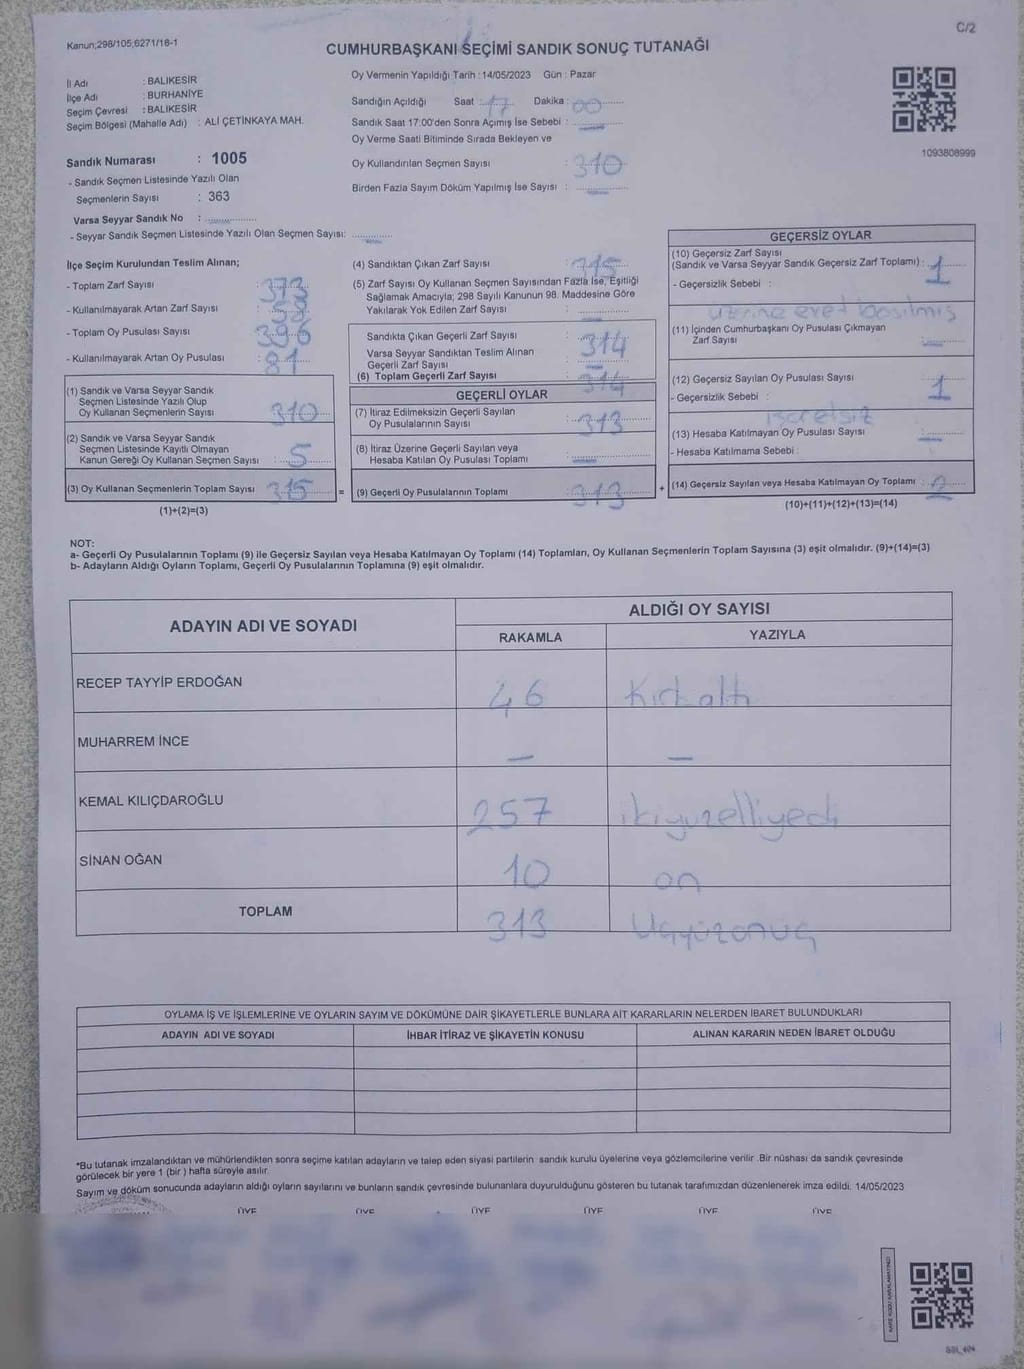 Kanun;298/105;6271/18-1
C/2
CUMHURBAŞKANI SEÇİMİ SANDIK SONUÇ TUTANAĞI
İl Adı : BALIKESİR
İlçe Adı : BURHANİYE
Seçim Çevresi : BALIKESİR
Seçim Bölgesi (Mahalle Adı) : ALİ ÇETİNKAYA MAH.
Sandık Numarası : 1005
- Sandık Seçmen Listesinde Yazılı Olan
Seçmenlerin Sayısı : 363
Varsa Seyyar Sandık No :
- Seyyar Sandık Seçmen Listesinde Yazılı Olan Seçmen Sayısı:
Oy Vermenin Yapıldığı Tarih : 14/05/2023 Gün : Pazar
Sandığın Açıldığı Saat : 17 Dakika : 00
Sandık Saat 17:00'den Sonra Açımış İse Sebebi :
Oy Verme Saati Bitiminde Sırada Bekleyen ve
Oy Kullandırılan Seçmen Sayısı : 310
Birden Fazla Sayım Döküm Yapılmış İse Sayısı :
1093808999
İlçe Seçim Kurulundan Teslim Alınan;
- Toplam Zarf Sayısı : 373
- Kullanılmayarak Artan Zarf Sayısı :
- Toplam Oy Pusulası Sayısı : 396
- Kullanılmayarak Artan Oy Pusulası : 81
(1) Sandık ve Varsa Seyyar Sandık
Seçmen Listesinde Yazılı Olup
Oy Kullanan Seçmenlerin Sayısı : 310
(2) Sandık ve Varsa Seyyar Sandık
Seçmen Listesinde Kayıtlı Olmayan
Kanun Gereği Oy Kullanan Seçmen Sayısı : 5
(3) Oy Kullanan Seçmenlerin Toplam Sayısı : 315
(1)+(2)=(3)
(4) Sandıktan Çıkan Zarf Sayısı : 315
(5) Zarf Sayısı Oy Kullanan Seçmen Sayısından Fazla İse, Eşitliği
Sağlamak Amacıyla; 298 Sayılı Kanunun 98. Maddesine Göre
Yakılarak Yok Edilen Zarf Sayısı :
Sandıkta Çıkan Geçerli Zarf Sayısı : 314
Varsa Seyyar Sandıktan Teslim Alınan
Geçerli Zarf Sayısı :
(6) Toplam Geçerli Zarf Sayısı : 314
GEÇERLİ OYLAR
(7) İtiraz Edilmeksizin Geçerli Sayılan
Oy Pusulalarının Sayısı : 313
(8) İtiraz Üzerine Geçerli Sayılan veya
Hesaba Katılan Oy Pusulası Toplamı :
= (9) Geçerli Oy Pusulalarının Toplamı : 313 +
GEÇERSİZ OYLAR
(10) Geçersiz Zarf Sayısı
(Sandık ve Varsa Seyyar Sandık Geçersiz Zarf Toplamı) : 1
- Geçersizlik Sebebi :
üzerine evet basılmış
(11) İçinden Cumhurbaşkanı Oy Pusulası Çıkmayan
Zarf Sayısı :
(12) Geçersiz Sayılan Oy Pusulası Sayısı : 1
- Geçersizlik Sebebi :
işaretsiz
(13) Hesaba Katılmayan Oy Pusulası Sayısı :
- Hesaba Katılmama Sebebi :
(14) Geçersiz Sayılan veya Hesaba Katılmayan Oy Toplamı : 2
(10)+(11)+(12)+(13)=(14)
NOT:
a- Geçerli Oy Pusulalarının Toplamı (9) ile Geçersiz Sayılan veya Hesaba Katılmayan Oy Toplamı (14) Toplamları, Oy Kullanan Seçmenlerin Toplam Sayısına (3) eşit olmalıdır. (9)+(14)=(3)
b- Adayların Aldığı Oyların Toplamı, Geçerli Oy Pusulalarının Toplamına (9) eşit olmalıdır.
ADAYIN ADI VE SOYADI
ALDIĞI OY SAYISI
RAKAMLA YAZIYLA
RECEP TAYYİP ERDOĞAN 46 Kırkaltı
MUHARREM İNCE — —
KEMAL KILIÇDAROĞLU 257 ikiyüzelliyedi
SİNAN OĞAN 10 on
TOPLAM 313 Üçyüzonüç
OYLAMA İŞ VE İŞLEMLERİNE VE OYLARIN SAYIM VE DÖKÜMÜNE DAİR ŞİKAYETLERLE BUNLARA AİT KARARLARIN NELERDEN İBARET BULUNDUKLARI
ADAYIN ADI VE SOYADI İHBAR İTİRAZ VE ŞİKAYETİN KONUSU ALINAN KARARIN NEDEN İBARET OLDUĞU
*Bu tutanak imzalandıktan ve mühürlendikten sonra seçime katılan adayların ve talep eden siyasi partilerin sandık kurulu üyelerine veya gözlemcilerine verilir. Bir nüshası da sandık çevresinde
görülecek bir yere 1 (bir) hafta süreyle asılır.
Sayım ve döküm sonucunda adayların aldığı oyların sayılarını ve bunların sandık çevresinde bulunanlara duyurulduğunu gösteren bu tutanak tarafımızdan düzenlenerek imza edildi. 14/05/2023
ÜYE ÜYE ÜYE ÜYE ÜYE ÜYE